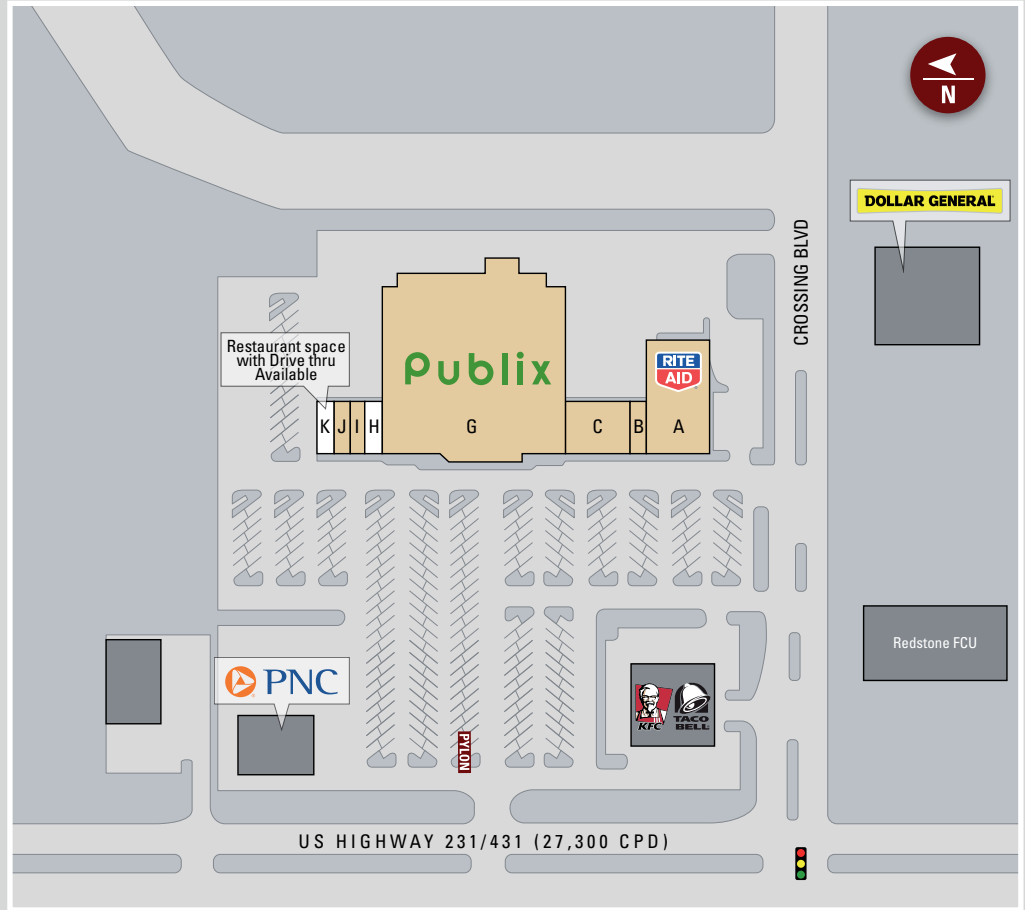 N
DOLLAR GENERAL
CROSSING BLVD
Restaurant space
with Drive thru
Available
Publix
RITE
AID
K J I H G C B A
Redstone FCU
PNC
KFC
TACO
BELL
PYLON
US HIGHWAY 231/431 (27,300 CPD)